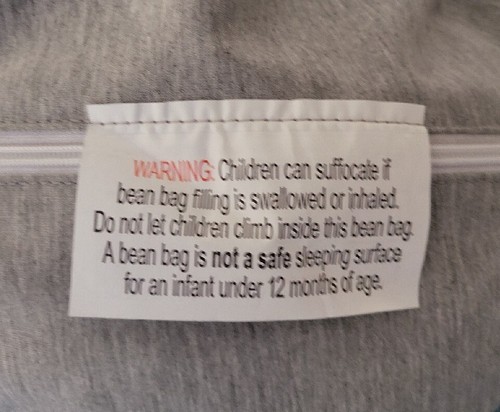 WARNING: Children can suffocate if
bean bag filling is swallowed or inhaled.
Do not let children climb inside this bean bag.
A bean bag is not a safe sleeping surface
for an infant under 12 months of age.